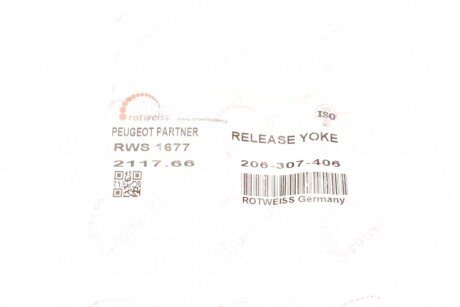 rotweiss
PEUGEOT PARTNER
RWS 1677
2117.66
ISO
RELEASE YOKE
206-307-406
ROTWEISS Germany